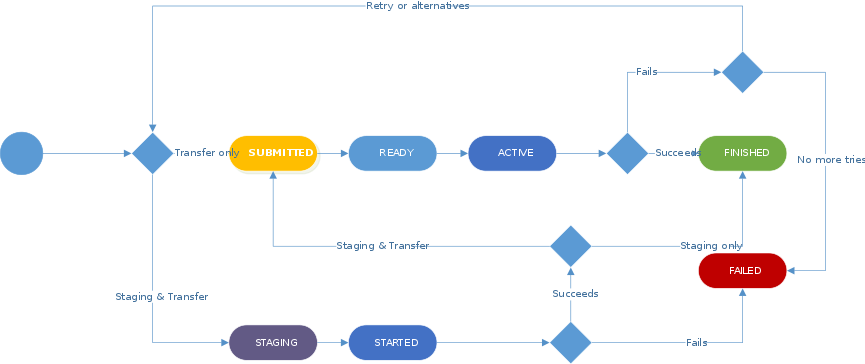 Retry or alternatives
Fails
Transfer only
SUBMITTED
READY
ACTIVE
Succeeds
FINISHED
No more tries
Staging & Transfer
Staging only
FAILED
Succeeds
Staging & Transfer
STAGING
STARTED
Fails